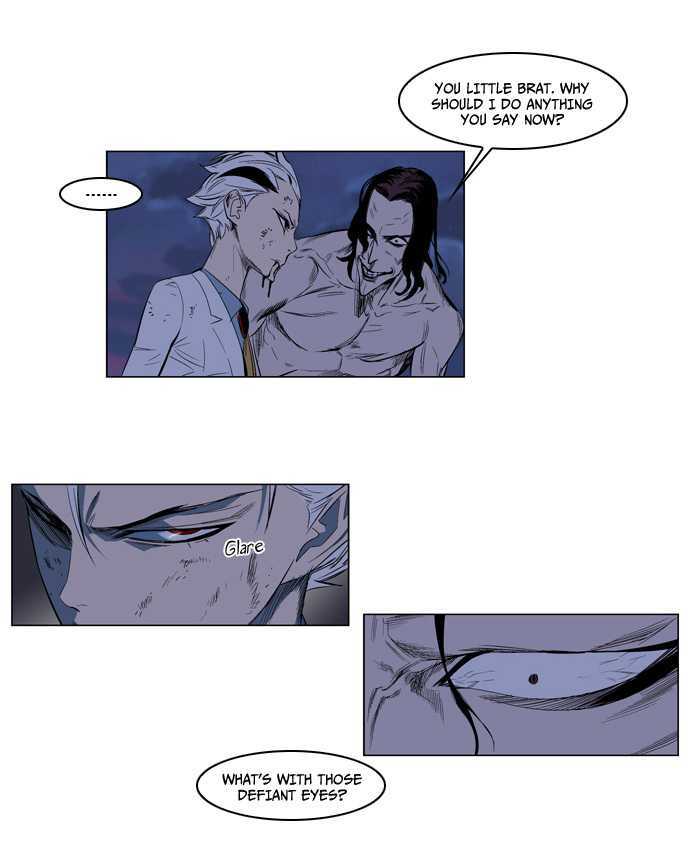 YOU LITTLE BRAT. WHY
SHOULD I DO ANYTHING
YOU SAY NOW?
------
Glare
WHAT'S WITH THOSE
DEFIANT EYES?